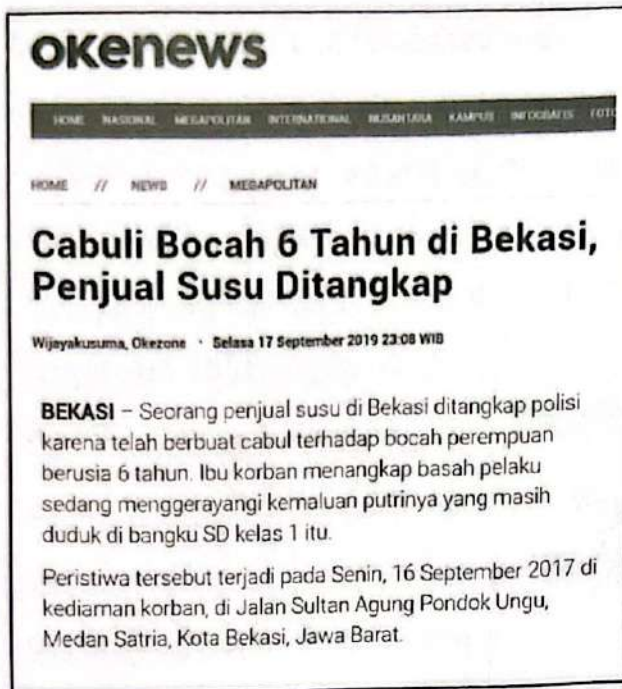 okenews
HOME NASIONAL MEGAPOLITAN INTERNATIONAL NUSANTARA KAMPUS INFOGRAFIS FOTO
HOME // NEWS // MEGAPOLITAN
Cabuli Bocah 6 Tahun di Bekasi,
Penjual Susu Ditangkap
Wijayakusuma, Okezone · Selasa 17 September 2019 23:08 WIB
BEKASI – Seorang penjual susu di Bekasi ditangkap polisi
karena telah berbuat cabul terhadap bocah perempuan
berusia 6 tahun. Ibu korban menangkap basah pelaku
sedang menggerayangi kemaluan putrinya yang masih
duduk di bangku SD kelas 1 itu.
Peristiwa tersebut terjadi pada Senin, 16 September 2017 di
kediaman korban, di Jalan Sultan Agung Pondok Ungu,
Medan Satria, Kota Bekasi, Jawa Barat.